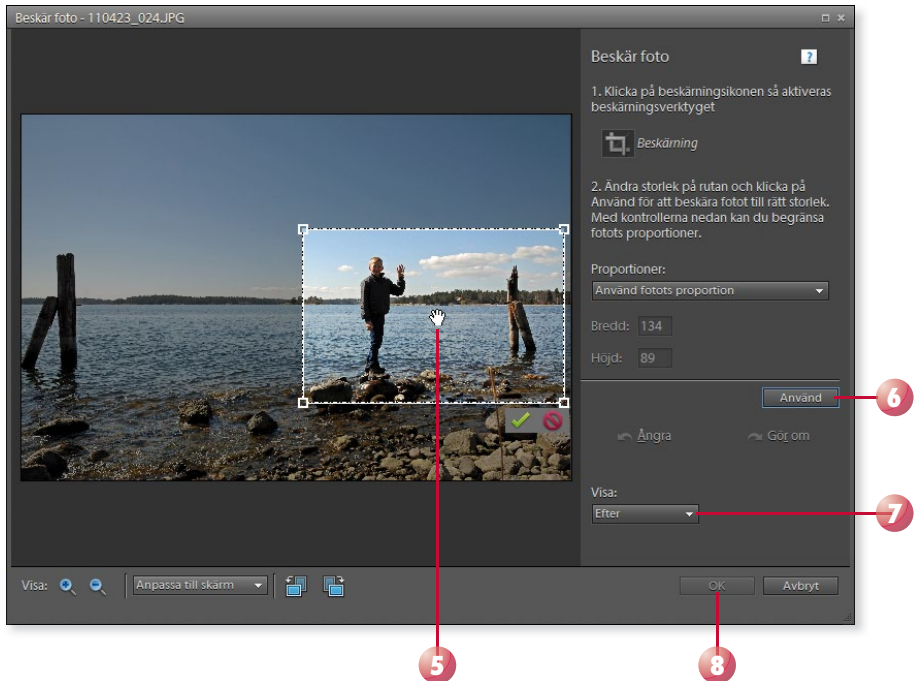 Beskär foto - 110423_024.JPG
Beskär foto
?
1. Klicka på beskärningsikonen så aktiveras
beskärningsverktyget
Beskärning
2. Ändra storlek på rutan och klicka på
Använd för att beskära fotot till rätt storlek.
Med kontrollerna nedan kan du begränsa
fotots proportioner.
Proportioner:
Använd fotots proportion
Bredd: 134
Höjd: 89
Använd
6
Ångra
Gör om
Visa:
Efter
7
Visa:
Anpassa till skärm
OK
Avbryt
5
8